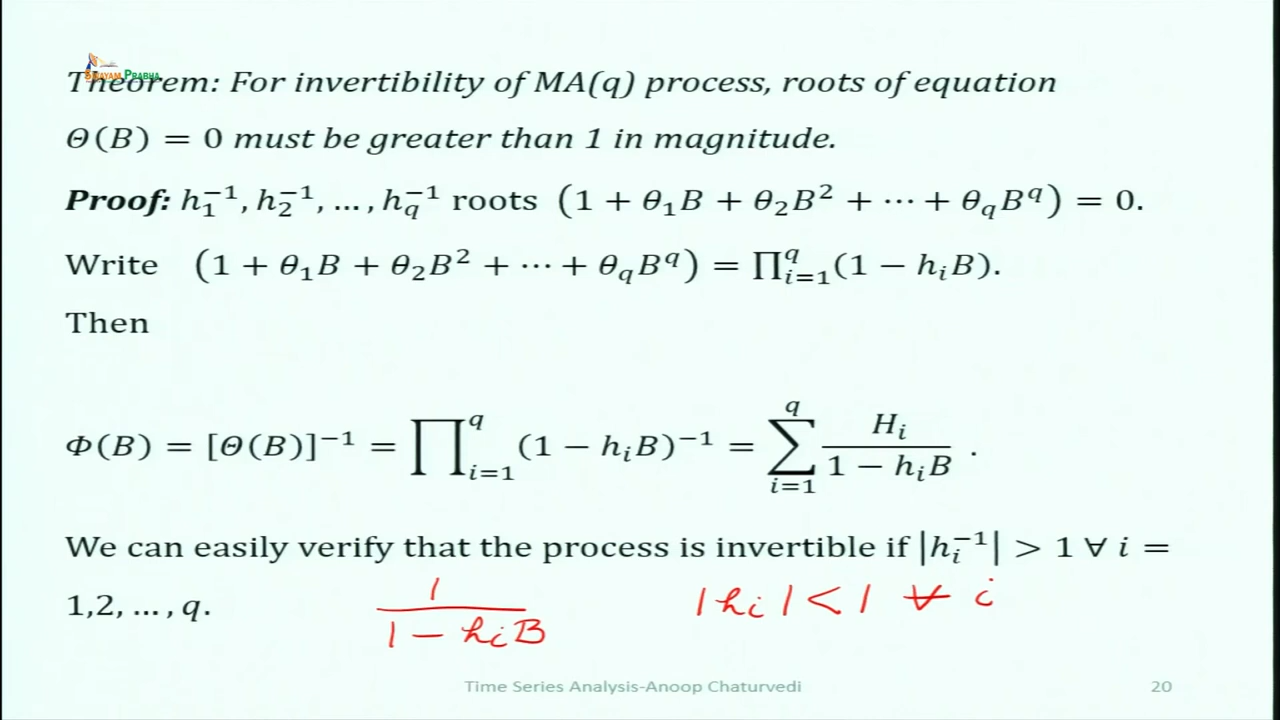 SWAYAM PRABHA
Theorem: For invertibility of MA(q) process, roots of equation
Θ(B) = 0 must be greater than 1 in magnitude.
Proof: h₁⁻¹, h₂⁻¹, …, h_q⁻¹ roots (1 + θ₁B + θ₂B² + ⋯ + θ_qB^q) = 0.
Write (1 + θ₁B + θ₂B² + ⋯ + θ_qB^q) = ∏_{i=1}^{q}(1 − h_iB).
Then
Φ(B) = [Θ(B)]⁻¹ = ∏_{i=1}^{q} (1 − h_iB)⁻¹ = ∑_{i=1}^{q} H_i / (1 − h_iB) .
We can easily verify that the process is invertible if |h_i⁻¹| > 1 ∀ i =
1,2, …, q.
1 / (1 − h_iB) |h_i| < 1 ∀ i
Time Series Analysis-Anoop Chaturvedi 20